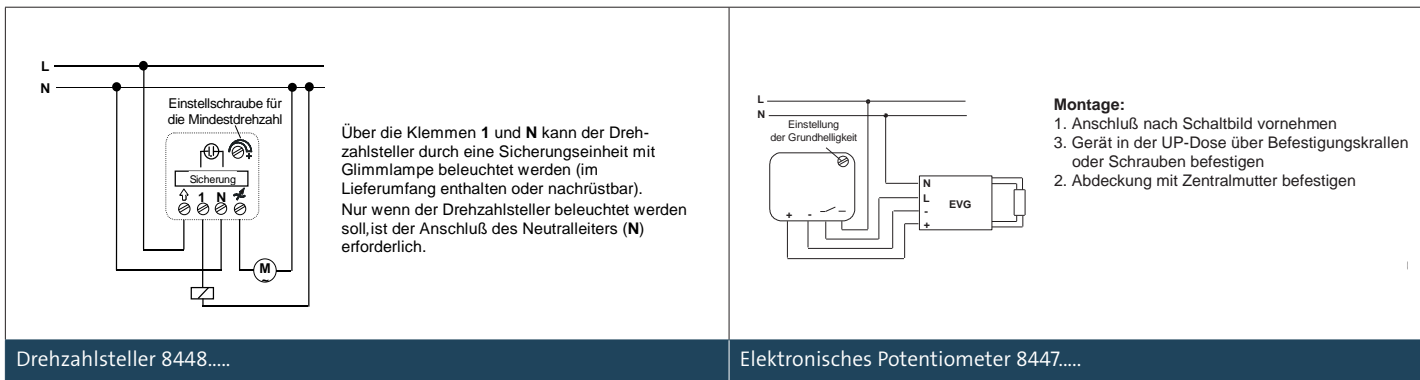 L
N
Einstellschraube für
die Mindestdrehzahl
+
Sicherung
1 N
M
~
Über die Klemmen 1 und N kann der Dreh-
zahlsteller durch eine Sicherungseinheit mit
Glimmlampe beleuchtet werden (im
Lieferumfang enthalten oder nachrüstbar).
Nur wenn der Drehzahlsteller beleuchtet werden
soll,ist der Anschluß des Neutralleiters (N)
erforderlich.
Drehzahlsteller 8448.....
L
N
Einstellung
der Grundhelligkeit
+ -
N
L
-
+
EVG
Montage:
1. Anschluß nach Schaltbild vornehmen
3. Gerät in der UP-Dose über Befestigungskrallen
oder Schrauben befestigen
2. Abdeckung mit Zentralmutter befestigen
Elektronisches Potentiometer 8447.....